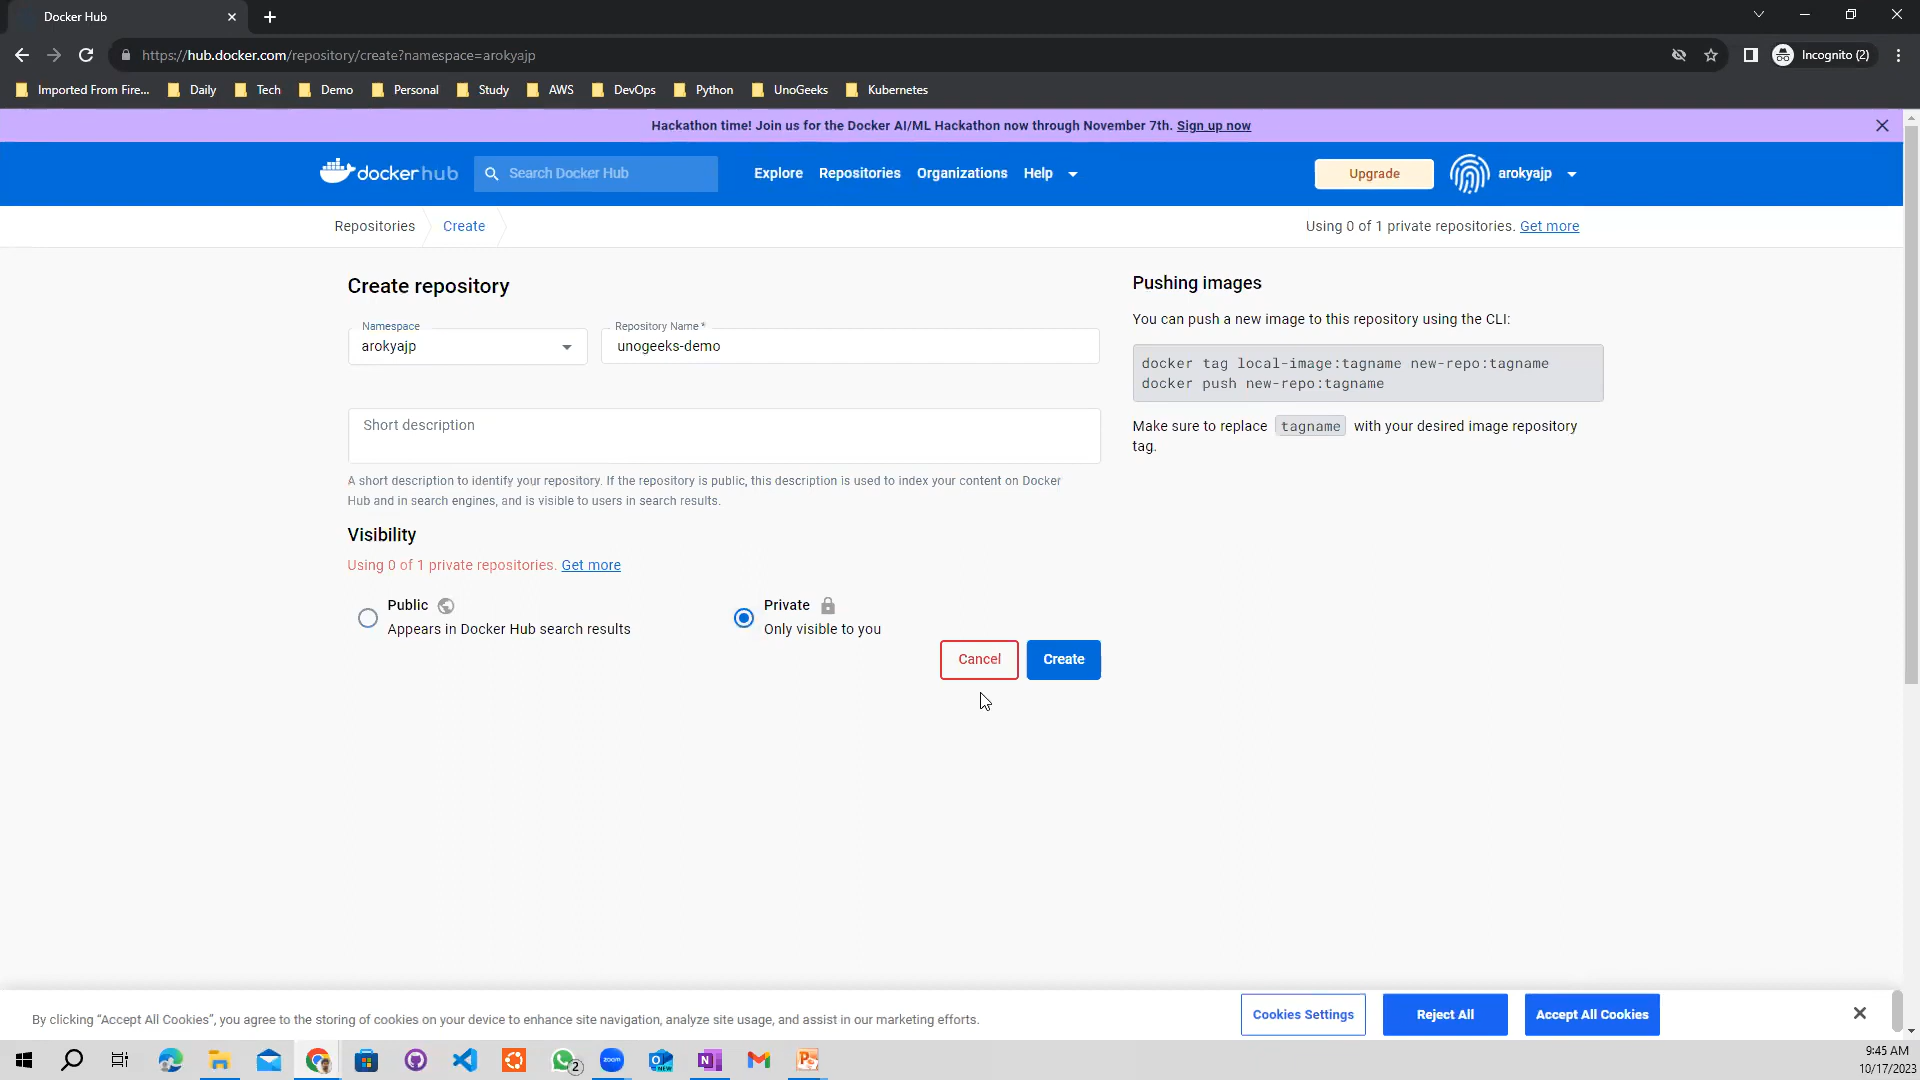 Docker Hub
https://hub.docker.com/repository/create?namespace=arokyajp
Incognito (2)
Imported From Fire...
Daily
Tech
Demo
Personal
Study
AWS
DevOps
Python
UnoGeeks
Kubernetes
Hackathon time! Join us for the Docker AI/ML Hackathon now through November 7th. Sign up now
dockerhub
Search Docker Hub
Explore
Repositories
Organizations
Help
Upgrade
arokyajp
Repositories
Create
Using 0 of 1 private repositories. Get more
Create repository
Namespace
arokyajp
Repository Name *
unogeeks-demo
Short description
A short description to identify your repository. If the repository is public, this description is used to index your content on Docker
Hub and in search engines, and is visible to users in search results.
Visibility
Using 0 of 1 private repositories. Get more
Public
Appears in Docker Hub search results
Private
Only visible to you
Cancel
Create
Pushing images
You can push a new image to this repository using the CLI:
docker tag local-image:tagname new-repo:tagname
docker push new-repo:tagname
Make sure to replace tagname with your desired image repository
tag.
By clicking “Accept All Cookies”, you agree to the storing of cookies on your device to enhance site navigation, analyze site usage, and assist in our marketing efforts.
Cookies Settings
Reject All
Accept All Cookies
2
zoom
NEW
N
9:45 AM
10/17/2023